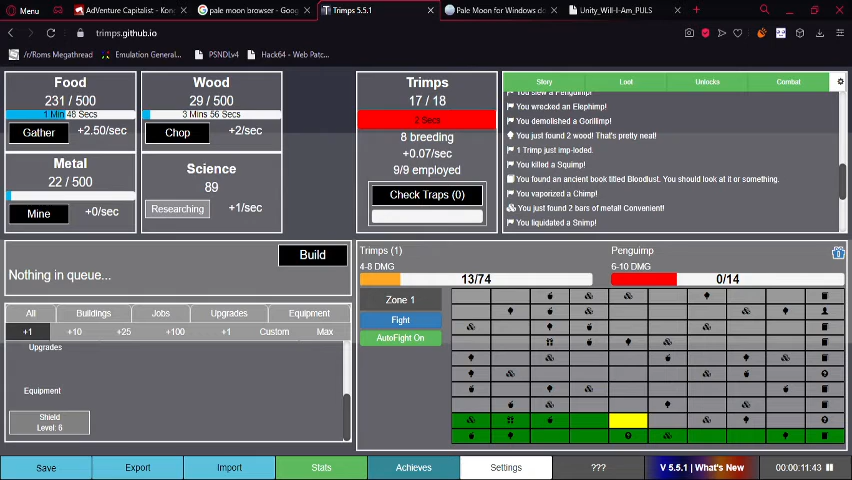 Menu
AdVenture Capitalist - Kong
pale moon browser - Goog
Trimps 5.5.1
Pale Moon for Windows do
Unity_Will-I-Am_PULS
trimps.github.io
/r/Roms Megathread
Emulation General...
PSNDLv4
Hack64 - Web Patc...
Food
231 / 500
1 Min 48 Secs
Gather
+2.50/sec
Wood
29 / 500
3 Mins 56 Secs
Chop
+2/sec
Metal
22 / 500
Mine
+0/sec
Science
89
Researching
+1/sec
Trimps
17 / 18
2 Secs
8 breeding
+0.07/sec
9/9 employed
Check Traps (0)
Story
Loot
Unlocks
Combat
You slew a Penguimp!
You wrecked an Elephimp!
You demolished a Gorillimp!
You just found 2 wood! That's pretty neat!
1 Trimp just imp-loded.
You killed a Squimp!
You found an ancient book titled Bloodlust. You should look at it or something.
You vaporized a Chimp!
You just found 2 bars of metal! Convenient!
You liquidated a Snimp!
Build
Nothing in queue...
All
Buildings
Jobs
Upgrades
Equipment
+1
+10
+25
+100
+1
Custom
Max
Upgrades
Equipment
Shield
Level: 6
Trimps (1)
4-8 DMG
13/74
Penguimp
6-10 DMG
0/14
Zone 1
Fight
AutoFight On
Save
Export
Import
Stats
Achieves
Settings
???
V 5.5.1 | What's New
00:00:11:43